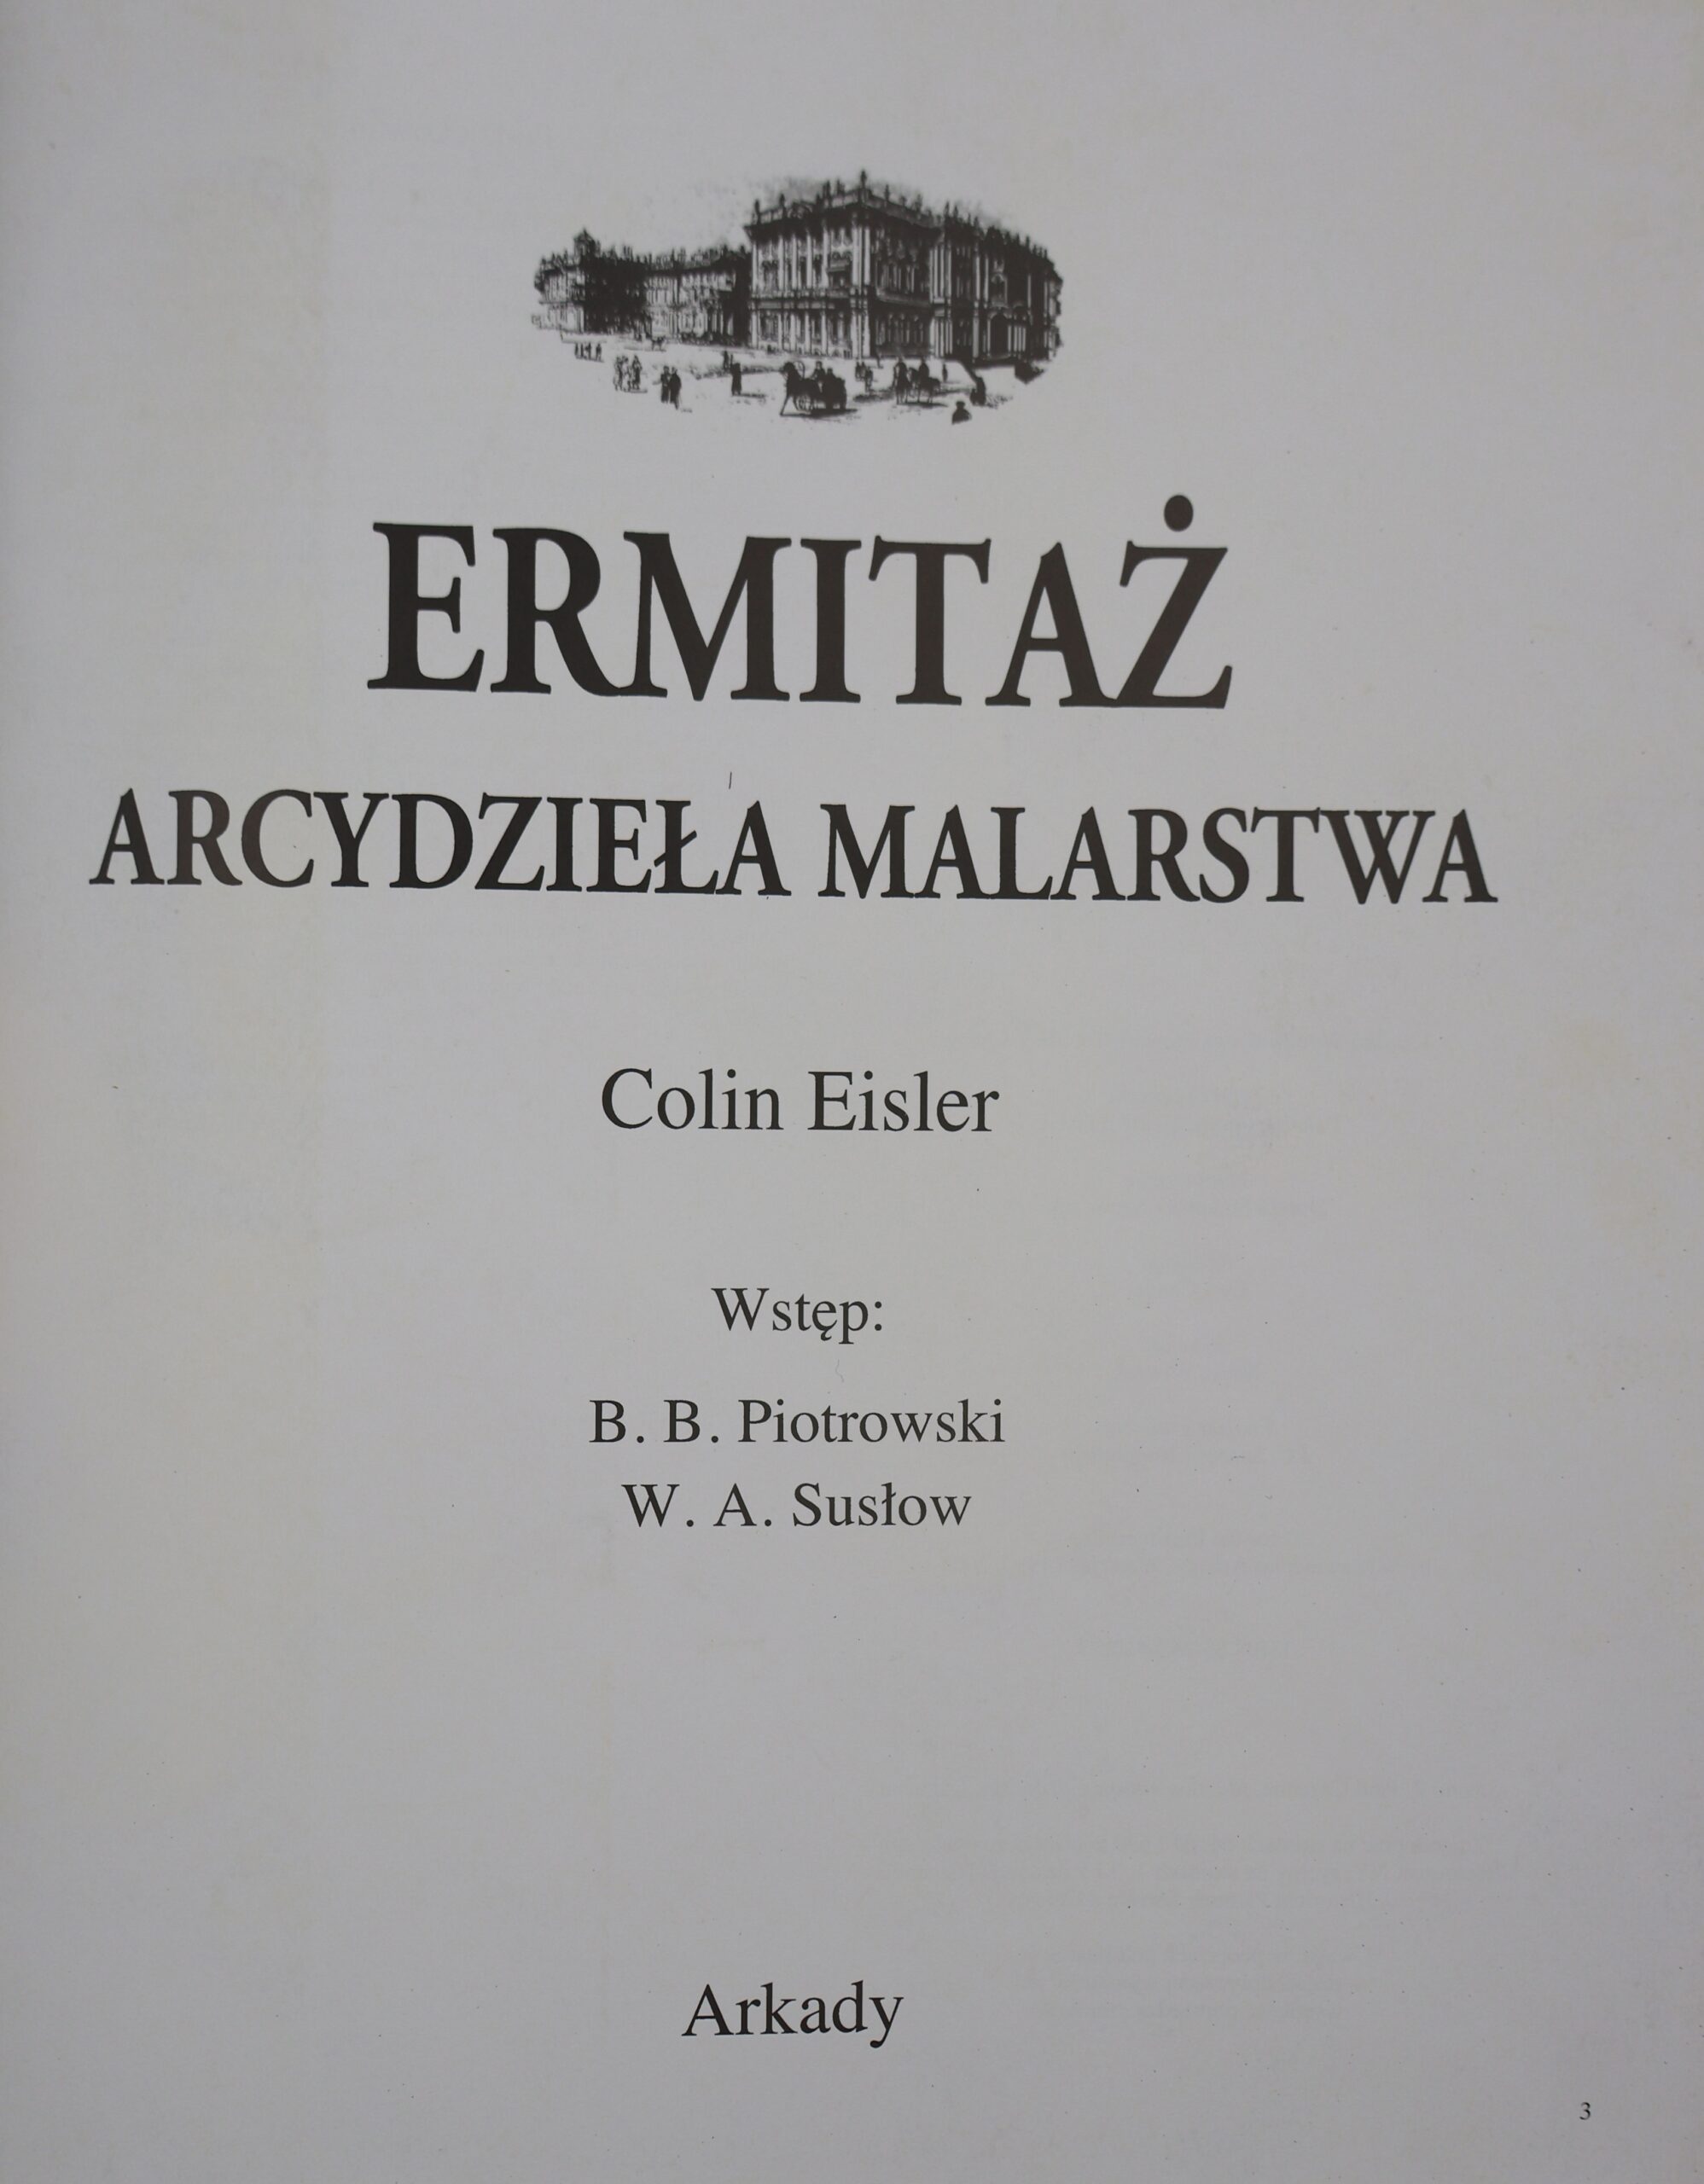 ERMITAŻ
ARCYDZIEŁA MALARSTWA
Colin Eisler
Wstęp:
B. B. Piotrowski
W. A. Susłow
Arkady
3